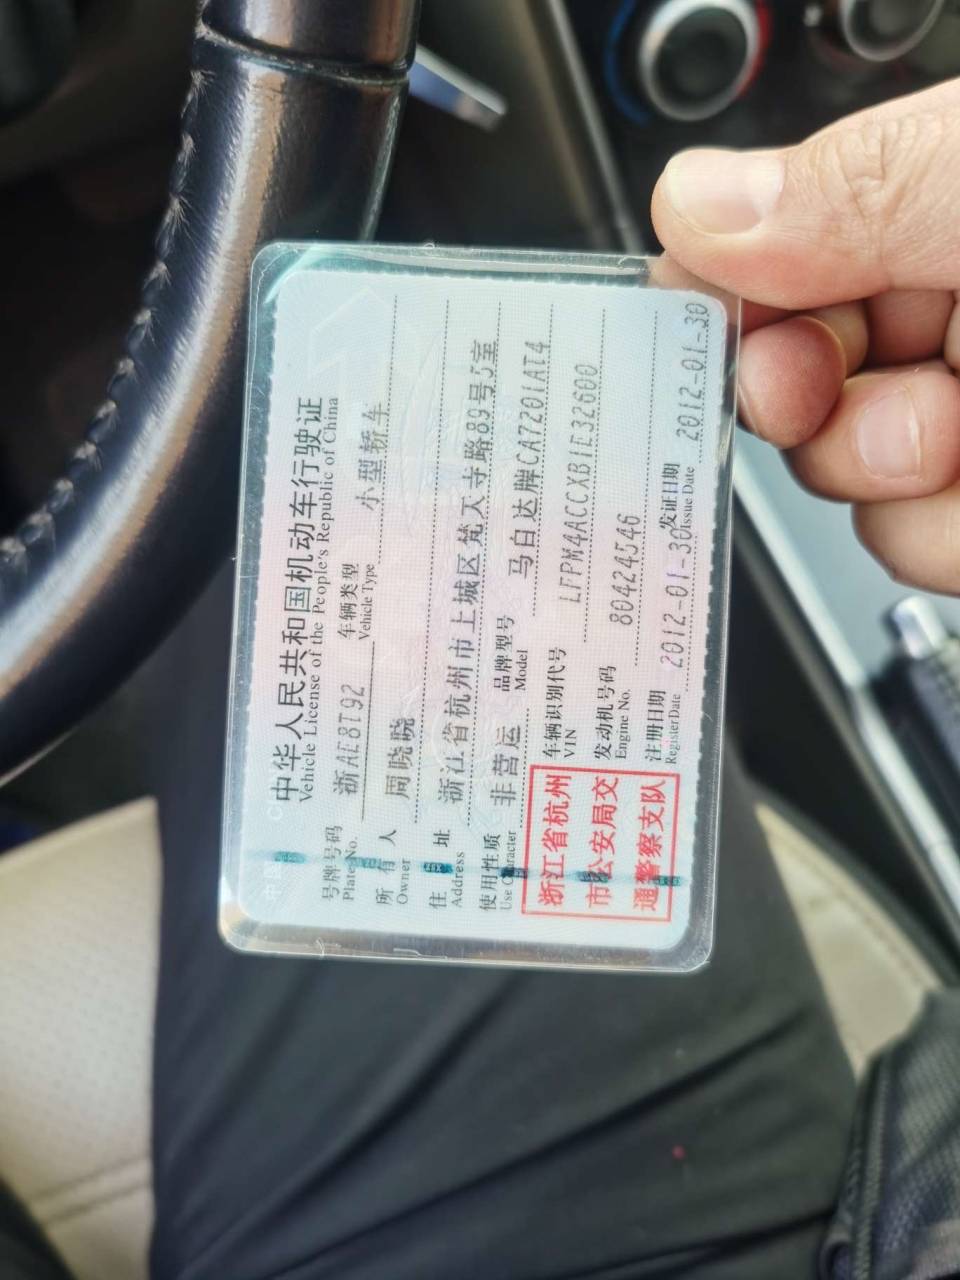 中华人民共和国机动车行驶证
Vehicle License of the People's Republic of China
号牌号码 浙AE8T92 车辆类型 小型轿车
Plate No. Vehicle Type
所有人 周晓晓
Owner
住址 浙江省杭州市上城区梵天寺路89号5室
Address
使用性质 非营运 品牌型号 马自达牌CA7201AT4
Use Character Model
浙江省杭州
市公安局交
通警察支队
车辆识别代号 LFPM4ACCXB1E32600
VIN
发动机号码 80424546
Engine No.
注册日期 2012-01-30 发证日期 2012-01-30
Register Date Issue Date